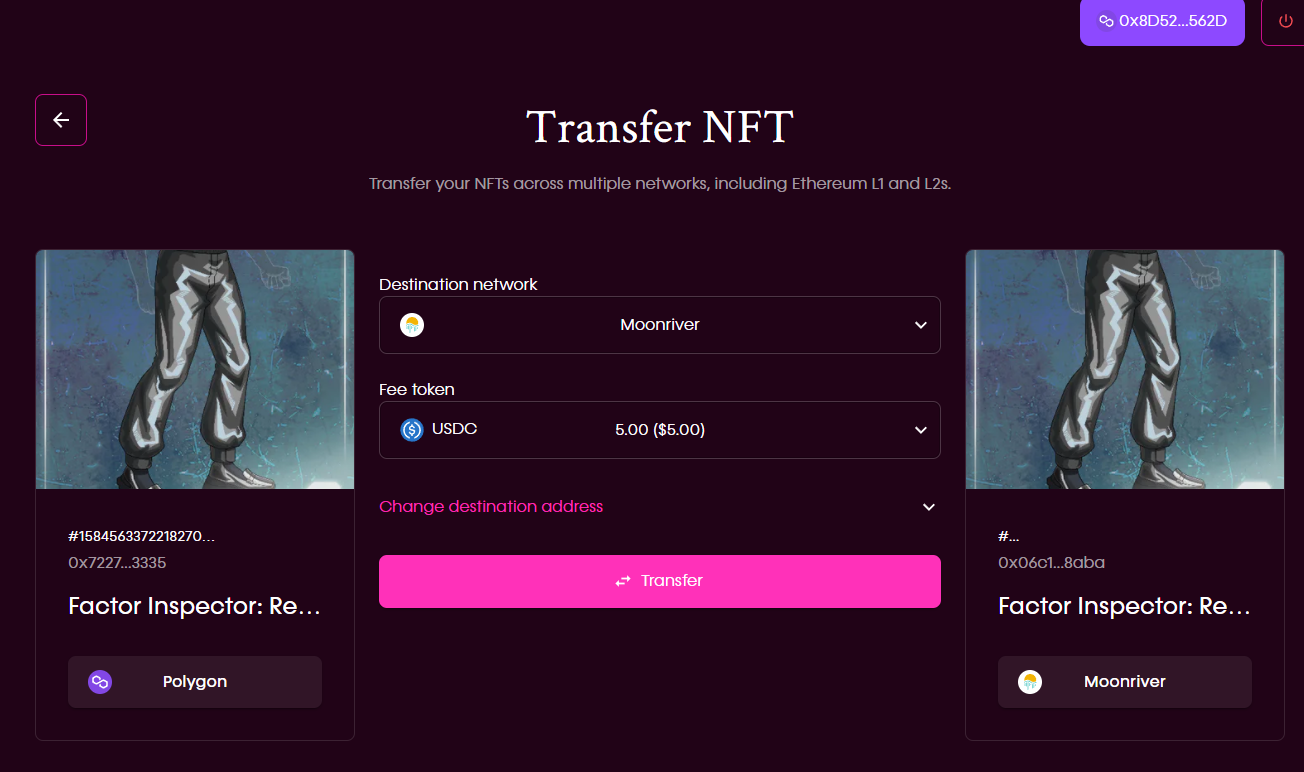 0x8D52...562D
Transfer NFT
Transfer your NFTs across multiple networks, including Ethereum L1 and L2s.
#1584563372218270...
0x7227...3335
Factor Inspector: Re...
Polygon
Destination network
Moonriver
Fee token
USDC 5.00 ($5.00)
Change destination address
Transfer
#...
0x06c1...8aba
Factor Inspector: Re...
Moonriver